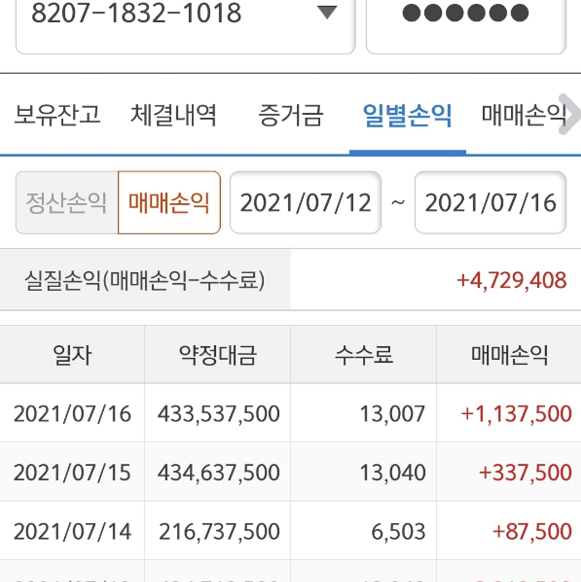 8207-1832-1018 ▼ ●●●●●●
보유잔고 체결내역 증거금 일별손익 매매손익
정산손익 매매손익 2021/07/12 ~ 2021/07/16
실질손익(매매손익-수수료) +4,729,408
일자 약정대금 수수료 매매손익
2021/07/16 433,537,500 13,007 +1,137,500
2021/07/15 434,637,500 13,040 +337,500
2021/07/14 216,737,500 6,503 +87,500